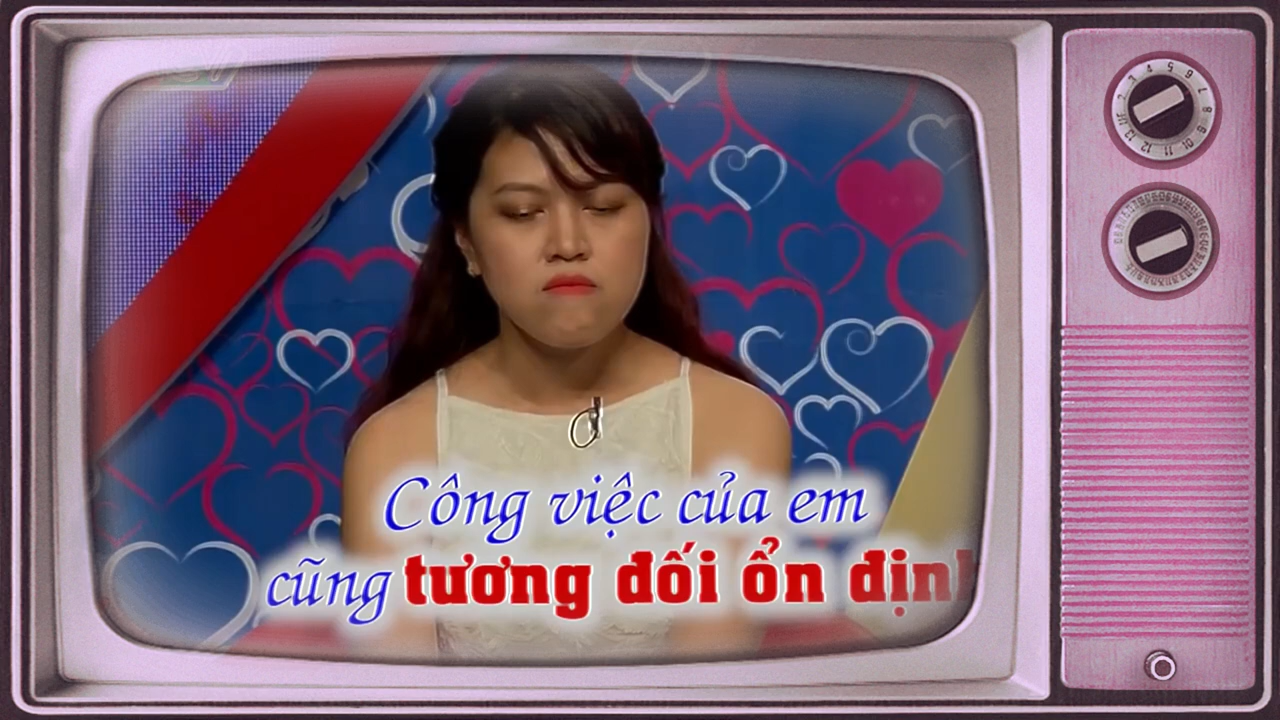 Công việc của em
cũng tương đối ổn định